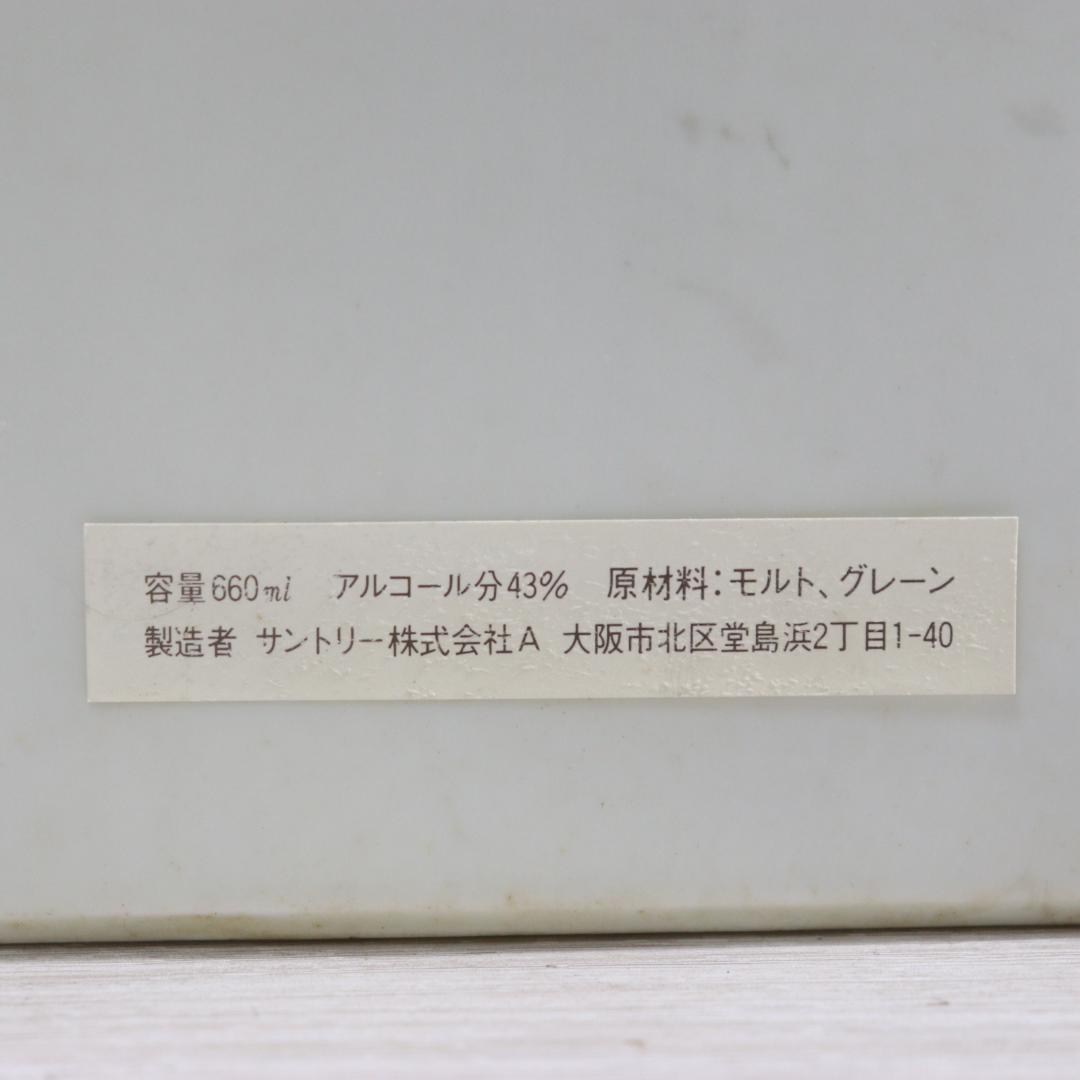 容量660ml アルコール分43% 原材料:モルト、グレーン
製造者 サントリー株式会社A 大阪市北区堂島浜2丁目1-40